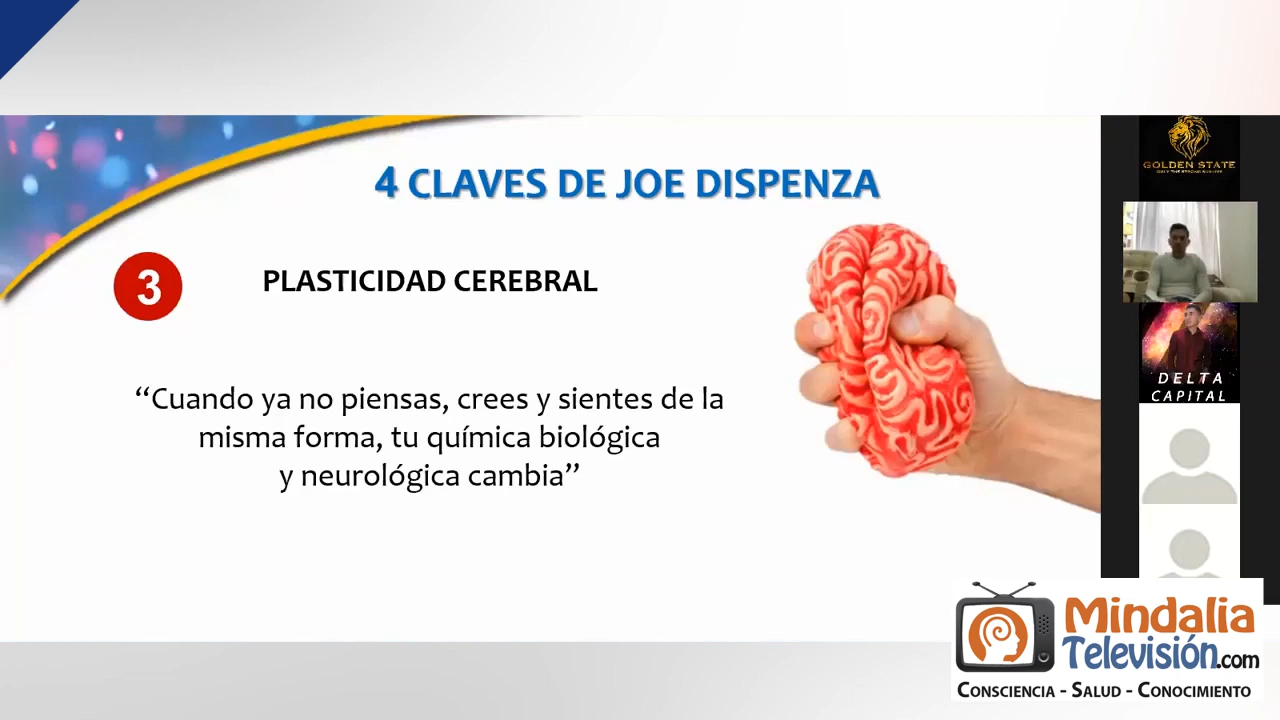 4 CLAVES DE JOE DISPENZA
3
PLASTICIDAD CEREBRAL
“Cuando ya no piensas, crees y sientes de la
misma forma, tu química biológica
y neurológica cambia”
GOLDEN STATE
DELTA
CAPITAL
Mindalia
Televisión.com
CONSCIENCIA - SALUD - CONOCIMIENTO